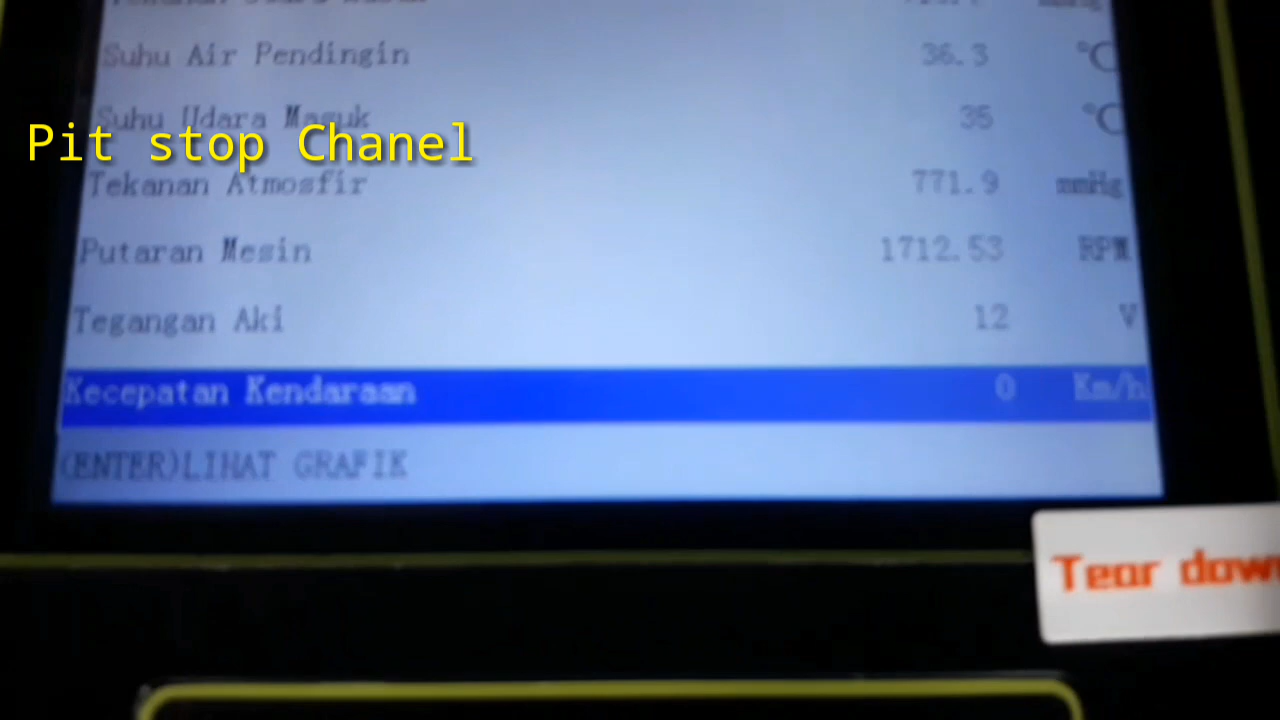 Suhu Air Pendingin 36.3 °C
Suhu Udara Masuk 35 °C
Pit stop Chanel
Tekanan Atmosfir 771.9 mmHg
Putaran Mesin 1712.53 RPM
Tegangan Aki 12 V
Kecepatan Kendaraan 0 Km/h
(ENTER)LIHAT GRAFIK
Tear down